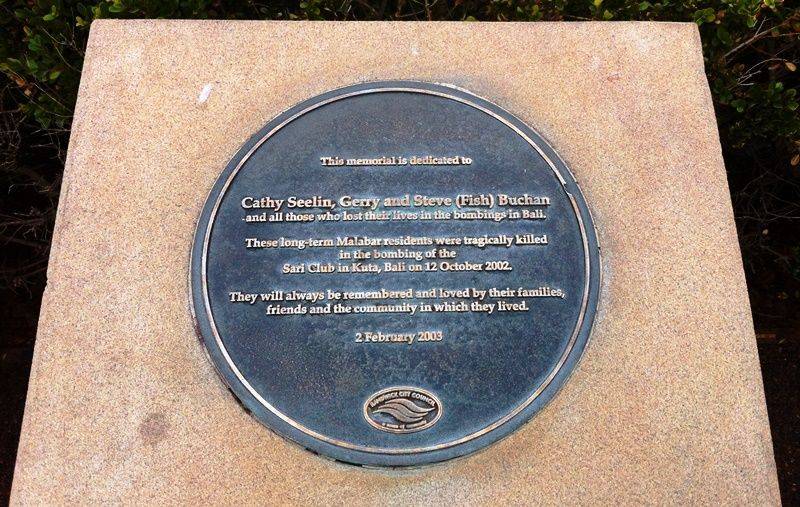 This memorial is dedicated to
Cathy Seelin, Gerry and Steve (Fish) Buchan
-and all those who lost their lives in the bombings in Bali.
These long-term Malabar residents were tragically killed
in the bombing of the
Sari Club in Kuta, Bali on 12 October 2002.
They will always be remembered and loved by their families,
friends and the community in which they lived.
2 February 2003
RANDWICK CITY COUNCIL
a sense of community